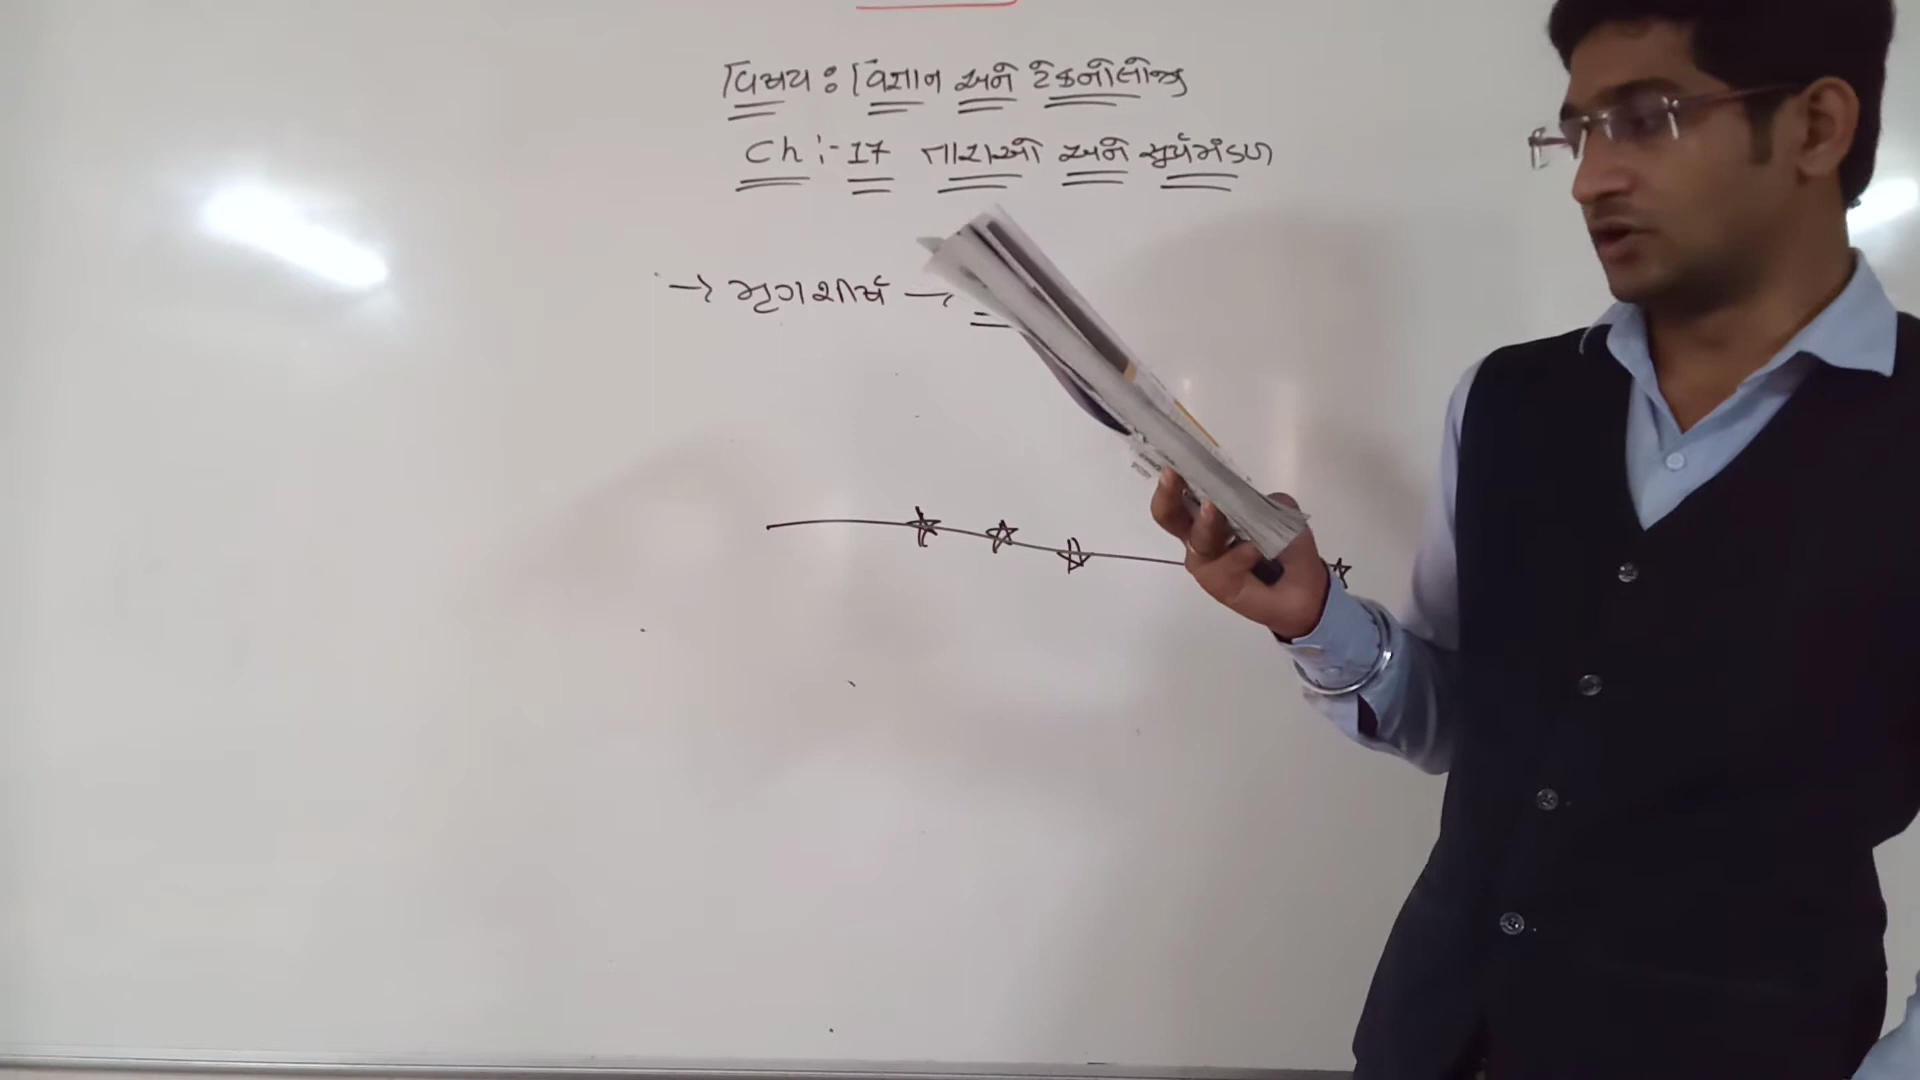 વિષય : વિજ્ઞાન અને ટેકનોલોજી
Ch :- 17 તારાઓ અને સૂર્યમંડળ
→ મૃગશીર્ષ →